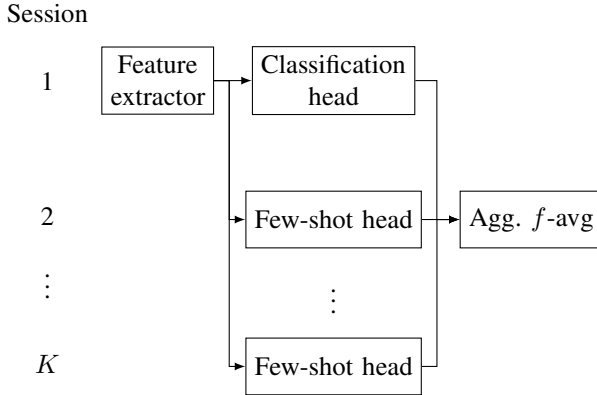 Session
1
Feature
extractor
Classification
head
2
Few-shot head
Agg. f-avg
⋮
⋮
K
Few-shot head